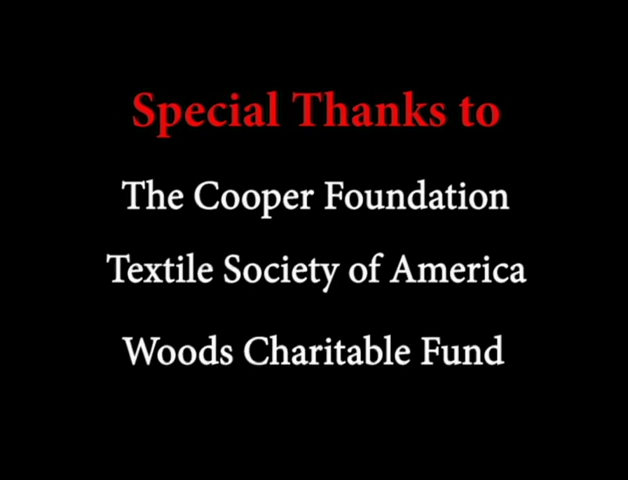 Special Thanks to
The Cooper Foundation
Textile Society of America
Woods Charitable Fund